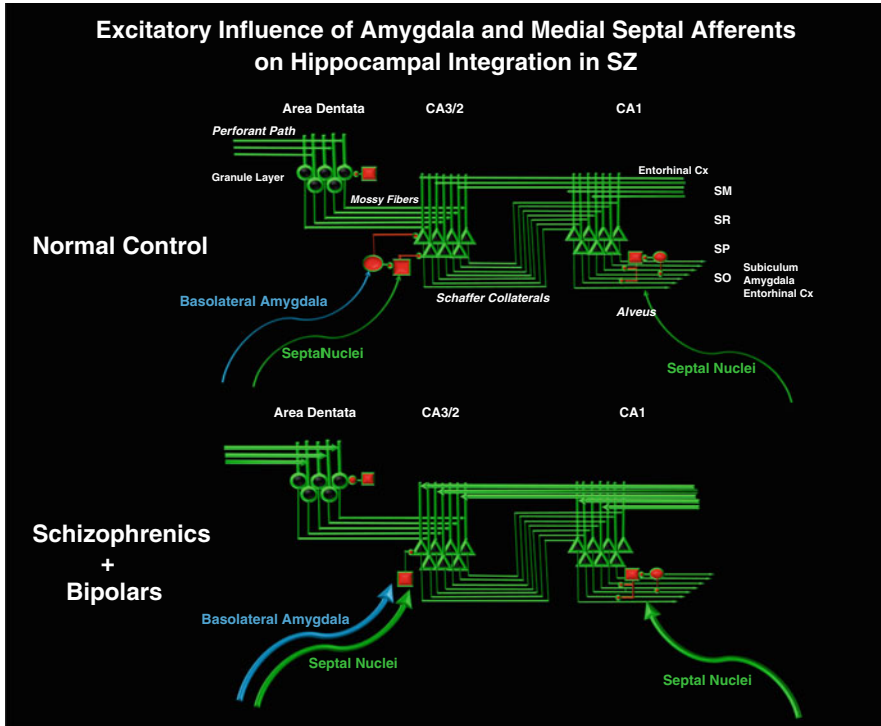 Excitatory Influence of Amygdala and Medial Septal Afferents
on Hippocampal Integration in SZ
Area Dentata
CA3/2
CA1
Perforant Path
Granule Layer
Mossy Fibers
Entorhinal Cx
SM
SR
SP
SO
Normal Control
Subiculum
Amygdala
Entorhinal Cx
Basolateral Amygdala
Schaffer Collaterals
Alveus
SeptalNuclei
Septal Nuclei
Area Dentata
CA3/2
CA1
Schizophrenics
+
Bipolars
Basolateral Amygdala
Septal Nuclei
Septal Nuclei